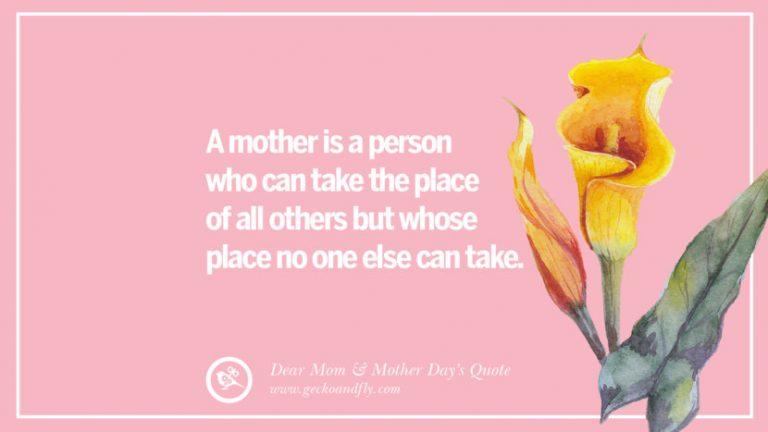 A mother is a person
who can take the place
of all others but whose
place no one else can take.
Dear Mom & Mother Day's Quote
www.geckoandfly.com